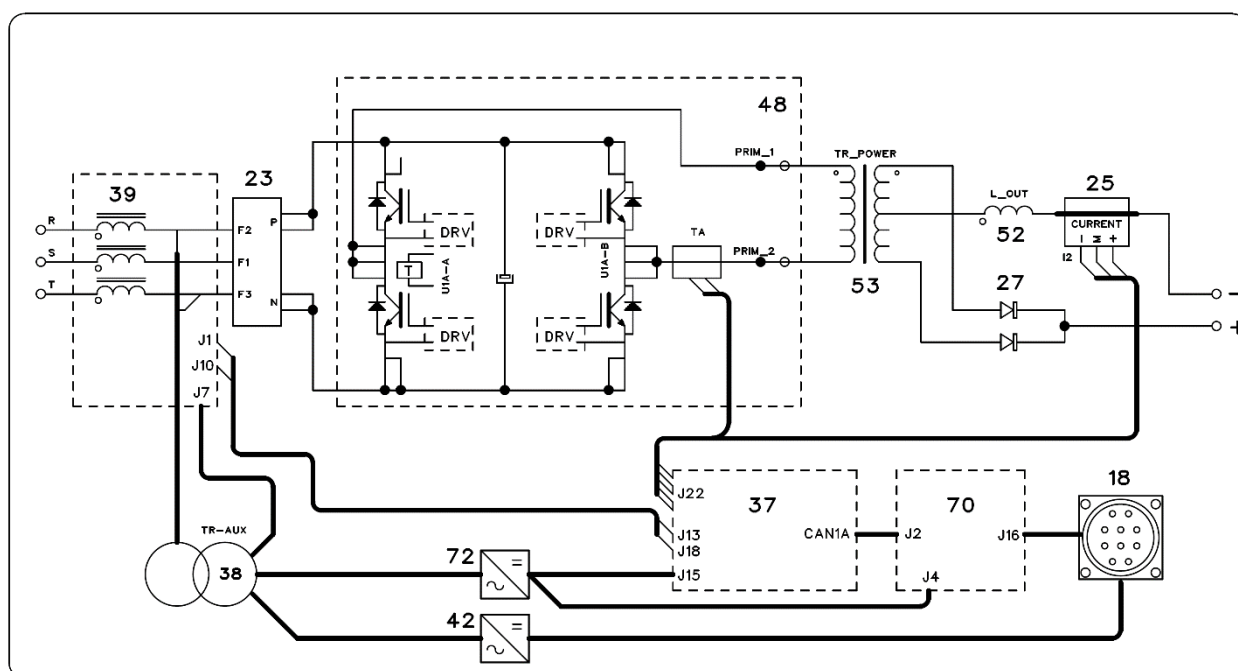 48
PRIM_1
TR_POWER
39
23
L_OUT
25
R
F2
P
DRV
DRV
CURRENT
- M +
S
F1
U1A-A
T
U1A-B
TA
PRIM_2
52
I2
T
F3
N
53
27
-
DRV
DRV
+
J1
J10
J7
18
J22
37
70
TR-AUX
J13
CAN1A
J2
J16
J18
38
72
=
~
J15
J4
42
=
~